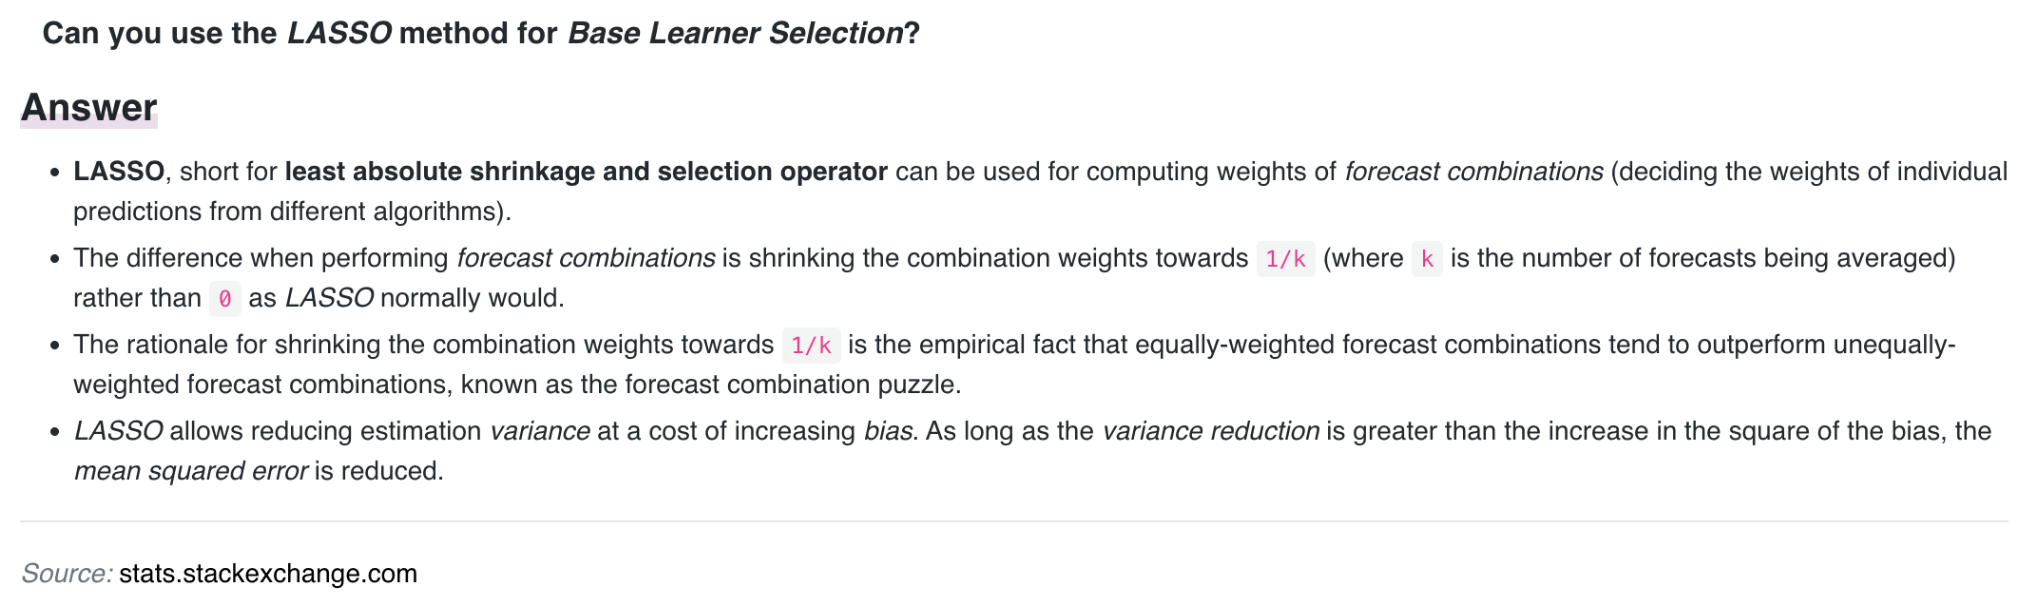 Can you use the LASSO method for Base Learner Selection?
Answer
• LASSO, short for least absolute shrinkage and selection operator can be used for computing weights of forecast combinations (deciding the weights of individual
predictions from different algorithms).
• The difference when performing forecast combinations is shrinking the combination weights towards 1/k (where k is the number of forecasts being averaged)
rather than 0 as LASSO normally would.
• The rationale for shrinking the combination weights towards 1/k is the empirical fact that equally-weighted forecast combinations tend to outperform unequally-
weighted forecast combinations, known as the forecast combination puzzle.
• LASSO allows reducing estimation variance at a cost of increasing bias. As long as the variance reduction is greater than the increase in the square of the bias, the
mean squared error is reduced.
Source: stats.stackexchange.com